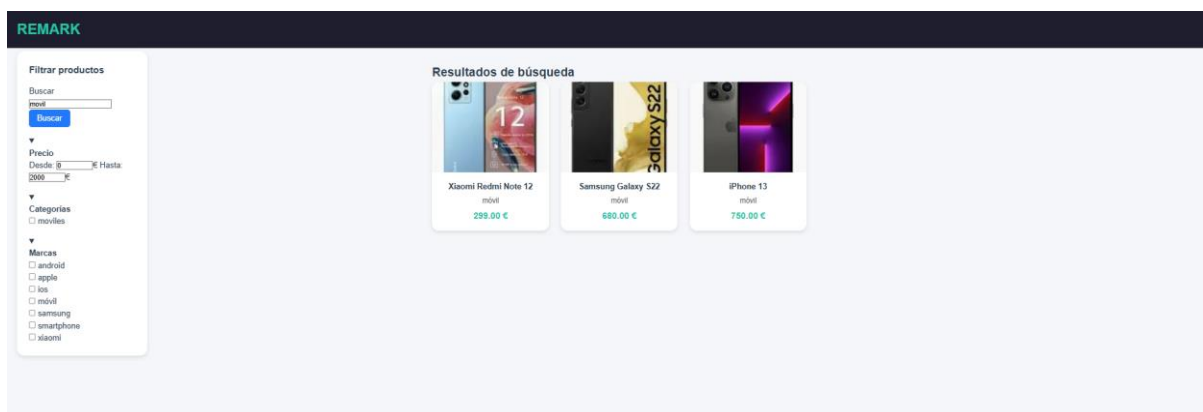 REMARK
Filtrar productos
Buscar
movil
Buscar
Precio
Desde: 0 € Hasta:
2000 €
Categorías
moviles
Marcas
android
apple
ios
móvil
samsung
smartphone
xiaomi
Resultados de búsqueda
12
Galaxy S22
Xiaomi Redmi Note 12
móvil
299.00 €
Samsung Galaxy S22
móvil
680.00 €
iPhone 13
móvil
750.00 €